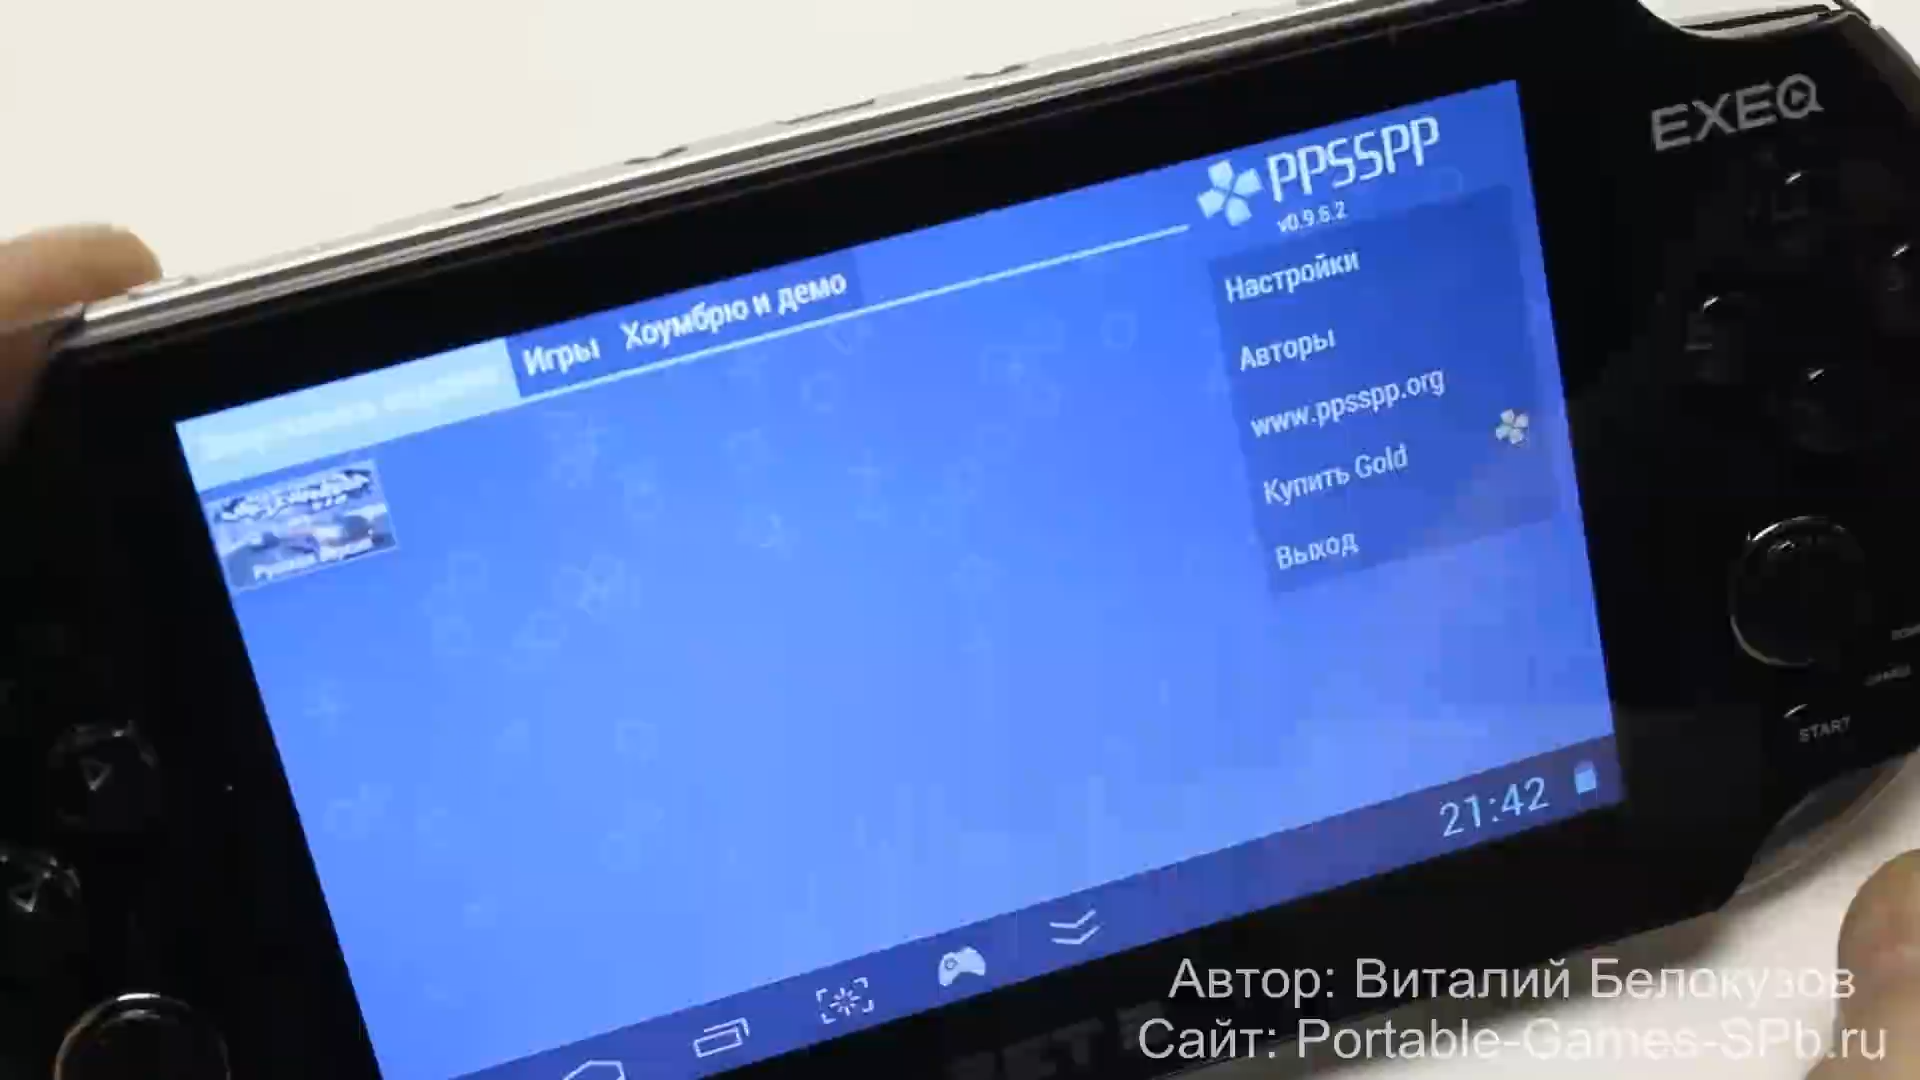 EXEQ
PPSSPP
v0.9.6.2
Игры Хоумбрю и демо
Настройки
Авторы
www.ppsspp.org
Купить Gold
Выход
START
21:42
Автор: Виталий Белокузов
Сайт: Portable-Games-SPb.ru